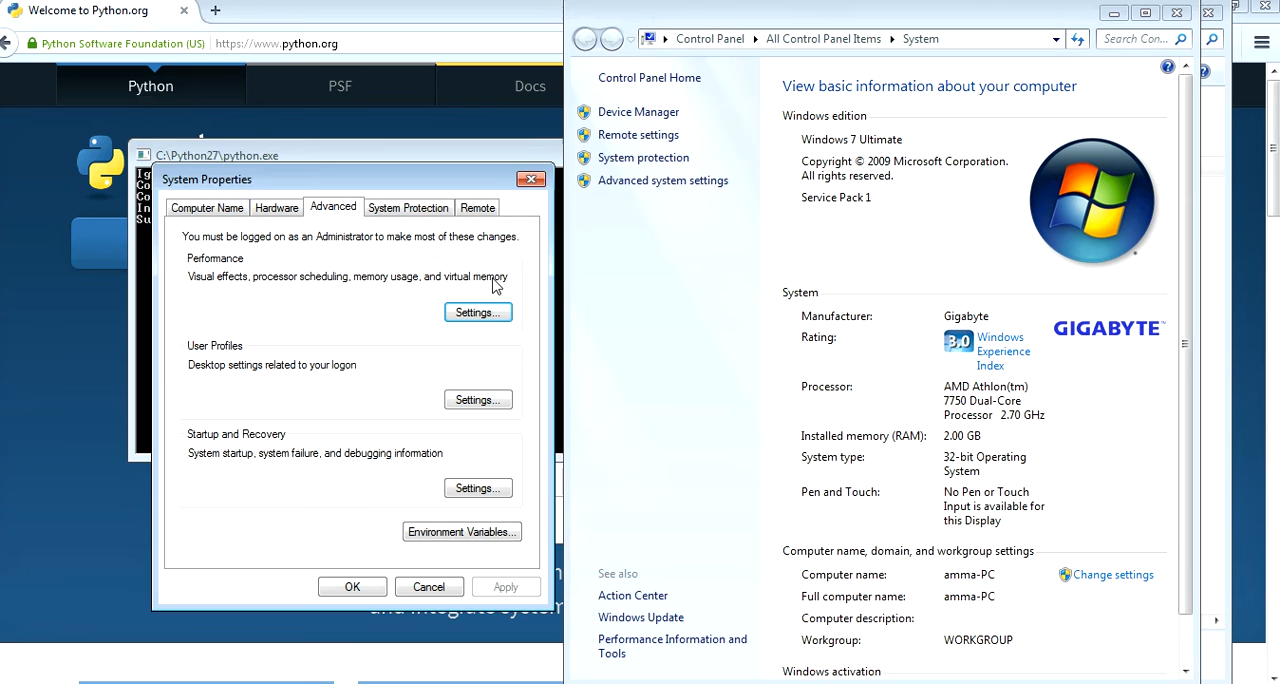 Welcome to Python.org
Python Software Foundation (US)
https://www.python.org
Python
PSF
Docs
C:\Python27\python.exe
Ig
Co
Co
In
Su
System Properties
Computer Name
Hardware
Advanced
System Protection
Remote
You must be logged on as an Administrator to make most of these changes.
Performance
Visual effects, processor scheduling, memory usage, and virtual memory
Settings...
User Profiles
Desktop settings related to your logon
Settings...
Startup and Recovery
System startup, system failure, and debugging information
Settings...
Environment Variables...
OK
Cancel
Apply
Control Panel
All Control Panel Items
System
Search Con...
Control Panel Home
Device Manager
Remote settings
System protection
Advanced system settings
See also
Action Center
Windows Update
Performance Information and
Tools
View basic information about your computer
Windows edition
Windows 7 Ultimate
Copyright © 2009 Microsoft Corporation.
All rights reserved.
Service Pack 1
System
Manufacturer: Gigabyte
GIGABYTE™
Rating: 3.0 Windows
Experience
Index
Processor: AMD Athlon(tm)
7750 Dual-Core
Processor 2.70 GHz
Installed memory (RAM): 2.00 GB
System type: 32-bit Operating
System
Pen and Touch: No Pen or Touch
Input is available for
this Display
Computer name, domain, and workgroup settings
Computer name: amma-PC
Change settings
Full computer name: amma-PC
Computer description:
Workgroup: WORKGROUP
Windows activation